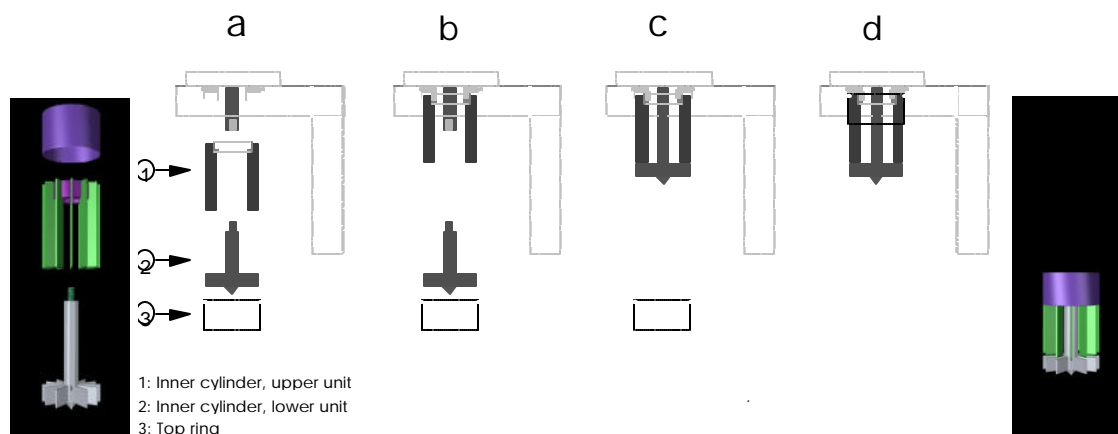 a
b
c
d
1
2
3
1: Inner cylinder, upper unit
2: Inner cylinder, lower unit
3: Top ring